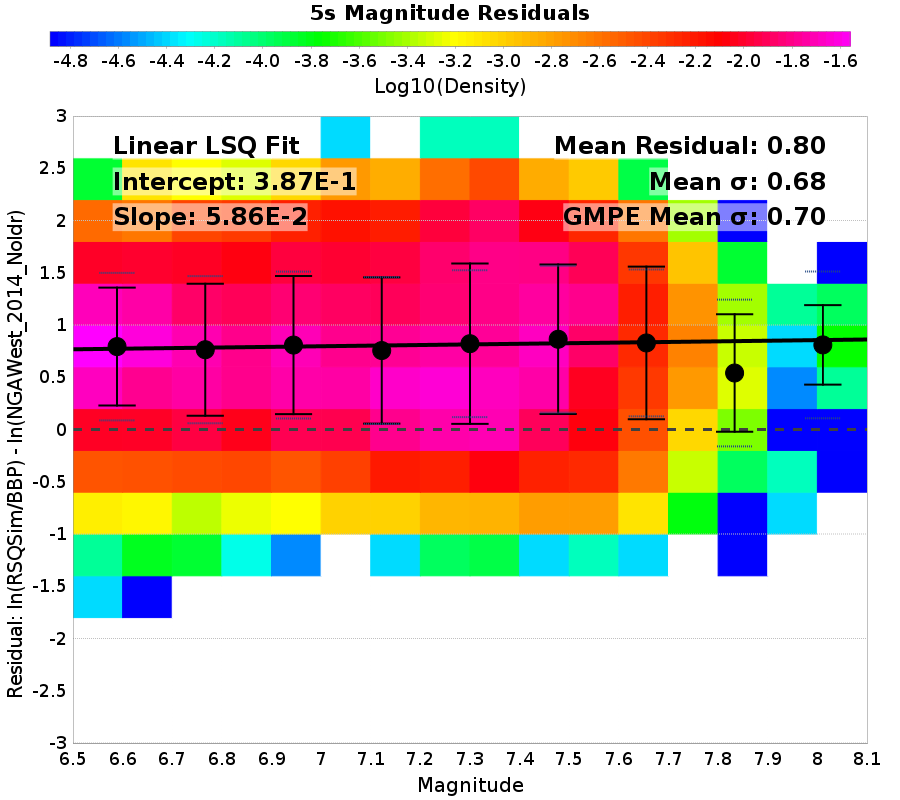 5s Magnitude Residuals
-4.8 -4.6 -4.4 -4.2 -4.0 -3.8 -3.6 -3.4 -3.2 -3.0 -2.8 -2.6 -2.4 -2.2 -2.0 -1.8 -1.6
Log10(Density)
Linear LSQ Fit
Intercept: 3.87E-1
Slope: 5.86E-2
Mean Residual: 0.80
Mean σ: 0.68
GMPE Mean σ: 0.70
Residual: ln(RSQSim/BBP) - ln(NGAWest_2014_NoIdr)
3
2.5
2
1.5
1
0.5
0
-0.5
-1
-1.5
-2
-2.5
-3
6.5 6.6 6.7 6.8 6.9 7 7.1 7.2 7.3 7.4 7.5 7.6 7.7 7.8 7.9 8 8.1
Magnitude